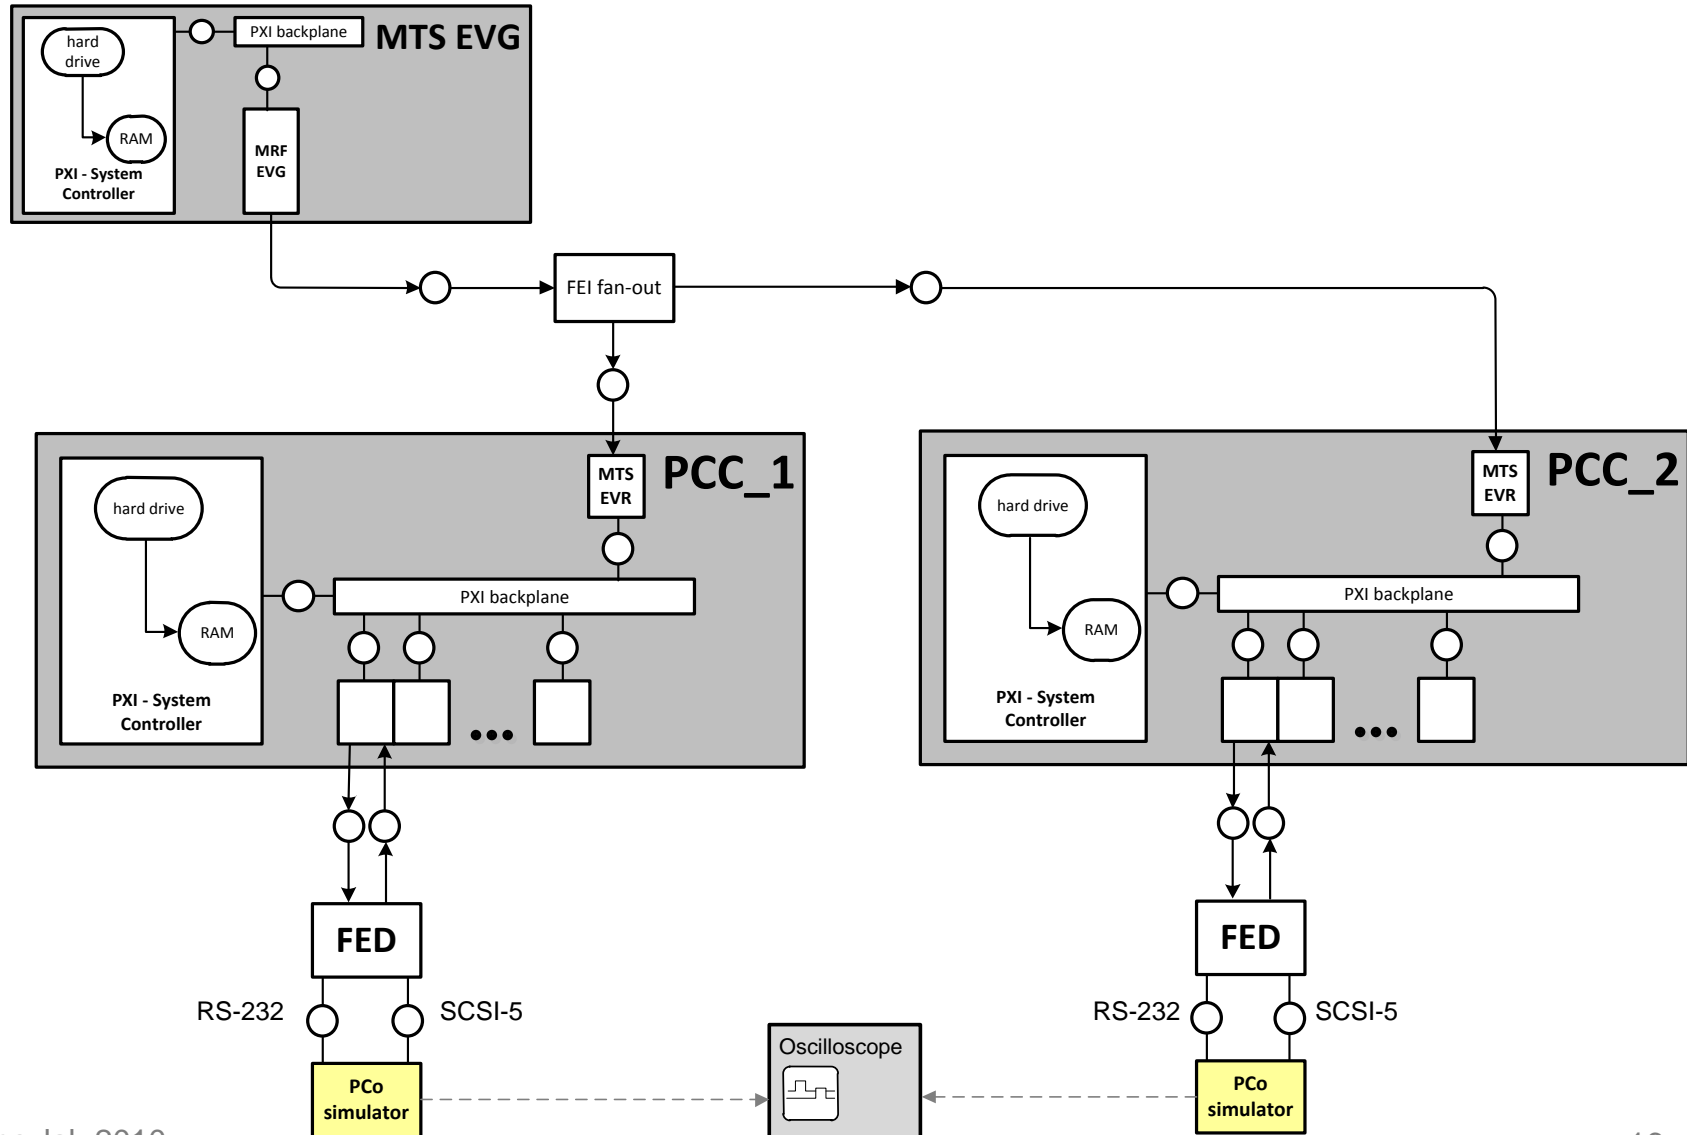 hard
drive
RAM
PXI - System
Controller
PXI backplane
MTS EVG
MRF
EVG
FEI fan-out
PCC_1
MTS
EVR
hard drive
RAM
PXI - System
Controller
PXI backplane
PCC_2
MTS
EVR
hard drive
RAM
PXI - System
Controller
PXI backplane
FED
RS-232
SCSI-5
PCo
simulator
Oscilloscope
FED
RS-232
SCSI-5
PCo
simulator